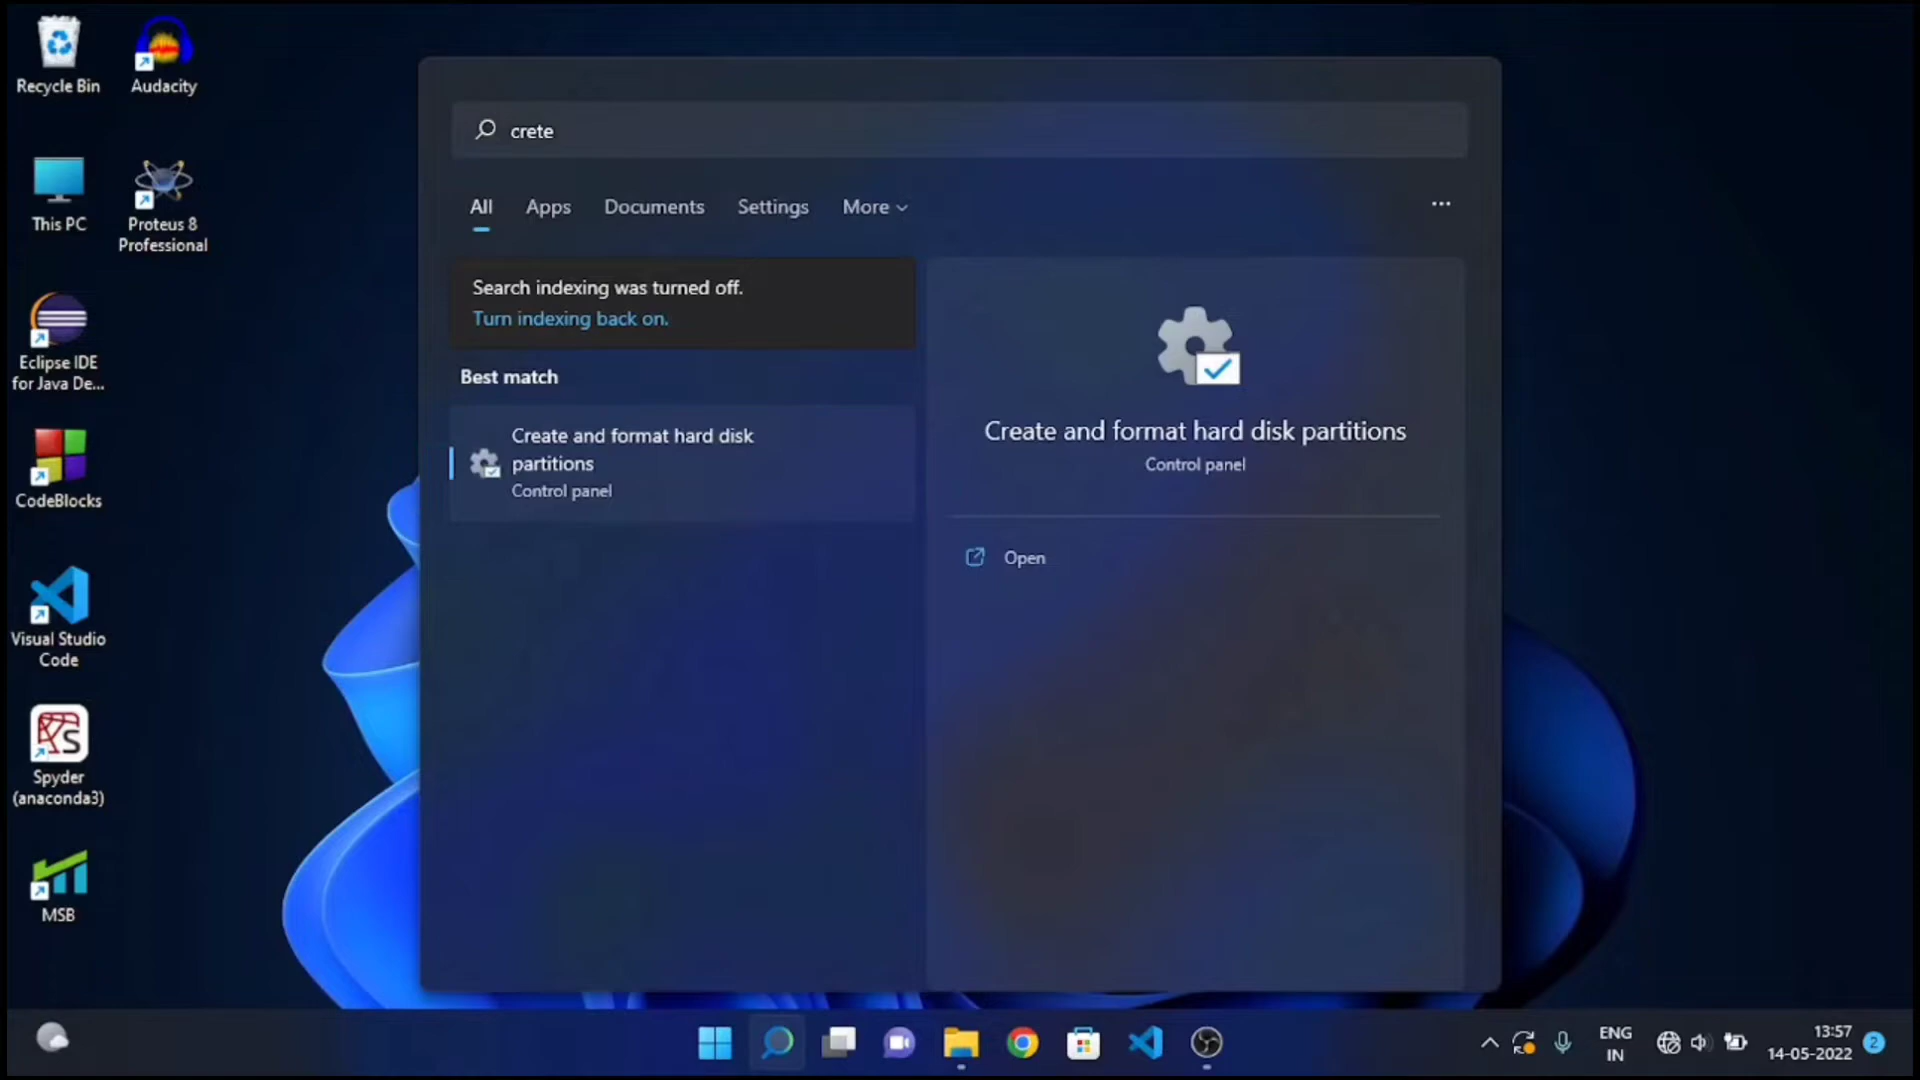 Recycle Bin
Audacity
This PC
Proteus 8
Professional
Eclipse IDE
for Java De...
CodeBlocks
Visual Studio
Code
Spyder
(anaconda3)
MSB
crete
All Apps Documents Settings More
Search indexing was turned off.
Turn indexing back on.
Best match
Create and format hard disk
partitions
Control panel
Create and format hard disk partitions
Control panel
Open
ENG
IN
13:57
14-05-2022
2